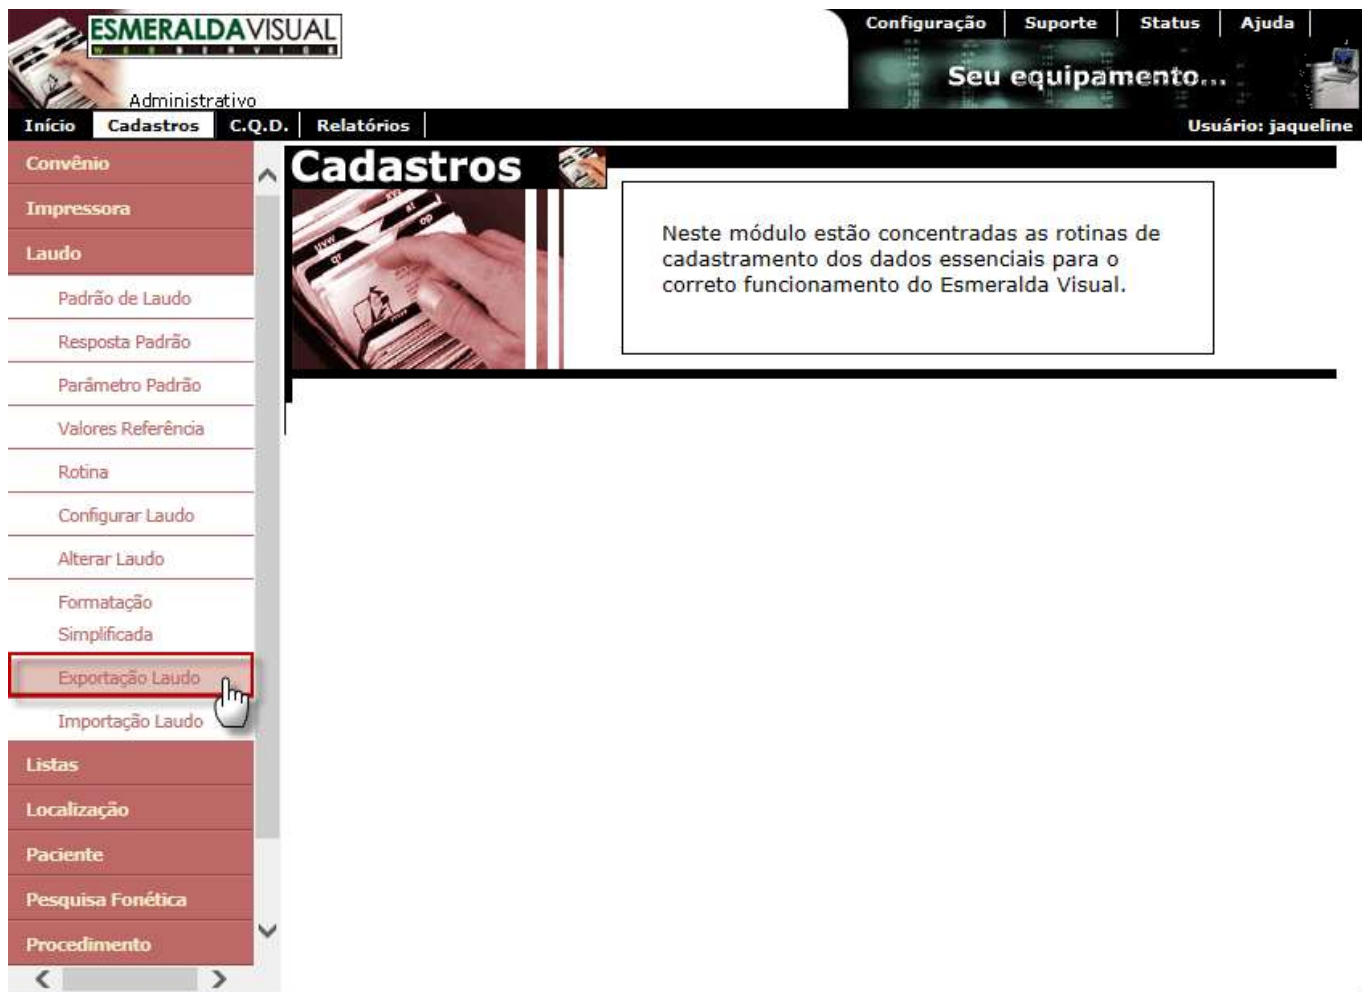 ESMERALDAVISUAL
WEB SERVICE
Administrativo
Configuração
Suporte
Status
Ajuda
Seu equipamento...
Início
Cadastros
C.Q.D.
Relatórios
Usuário: jaqueline
Convênio
Impressora
Laudo
Padrão de Laudo
Resposta Padrão
Parâmetro Padrão
Valores Referência
Rotina
Configurar Laudo
Alterar Laudo
Formatação
Simplificada
Exportação Laudo
Importação Laudo
Listas
Localização
Paciente
Pesquisa Fonética
Procedimento
Cadastros
Neste módulo estão concentradas as rotinas de
cadastramento dos dados essenciais para o
correto funcionamento do Esmeralda Visual.